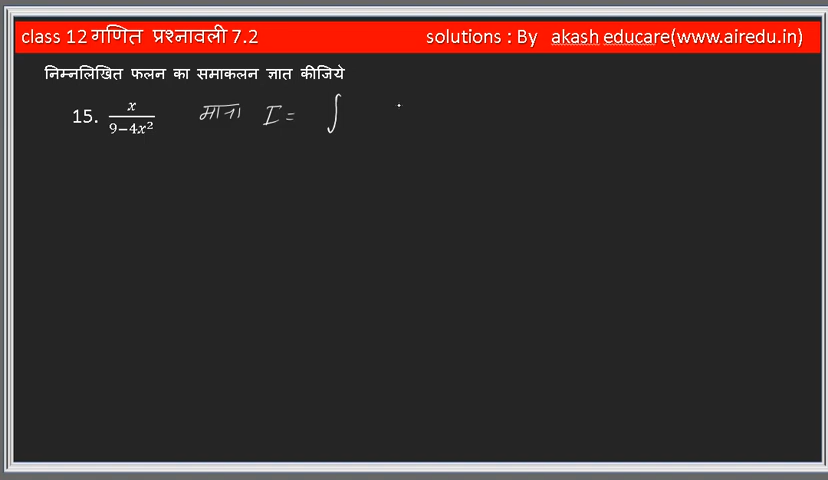 class 12 गणित प्रश्नावली 7.2 solutions : By akash educare(www.airedu.in)
निम्नलिखित फलन का समाकलन ज्ञात कीजिये
15. x/(9−4x²) माना I = ∫